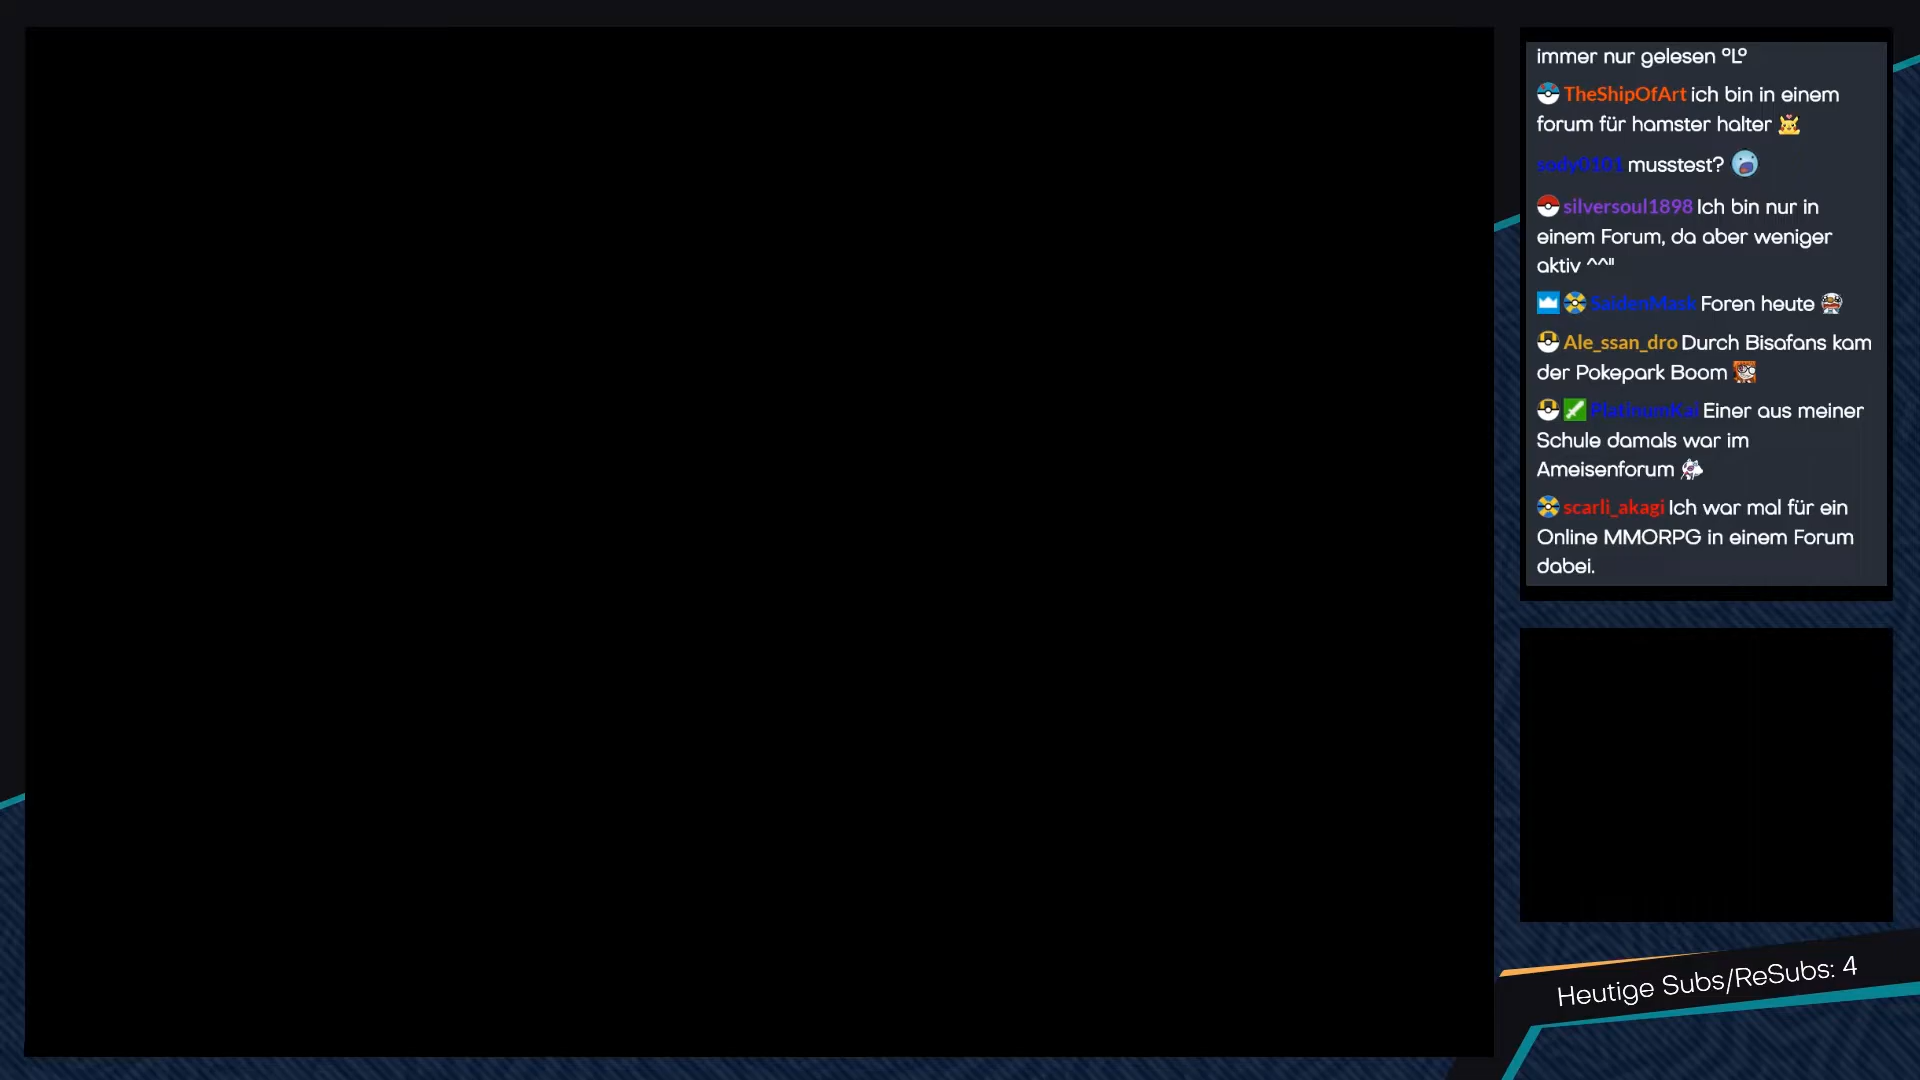 immer nur gelesen °L°
TheShipOfArt ich bin in einem
forum für hamster halter
sody0101 musstest?
silversoul1898 Ich bin nur in
einem Forum, da aber weniger
aktiv ^^"
SaidenMask Foren heute
Ale_ssan_dro Durch Bisafans kam
der Pokepark Boom
PlatinumKai Einer aus meiner
Schule damals war im
Ameisenforum
scarli_akagi Ich war mal für ein
Online MMORPG in einem Forum
dabei.
Heutige Subs/ReSubs: 4